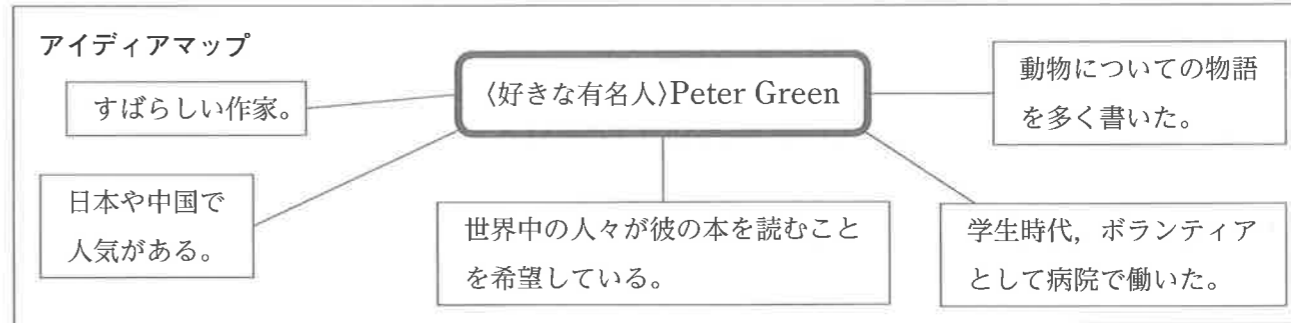 アイディアマップ
すばらしい作家。
〈好きな有名人〉Peter Green
動物についての物語
を多く書いた。
日本や中国で
人気がある。
世界中の人々が彼の本を読むこと
を希望している。
学生時代，ボランティア
として病院で働いた。